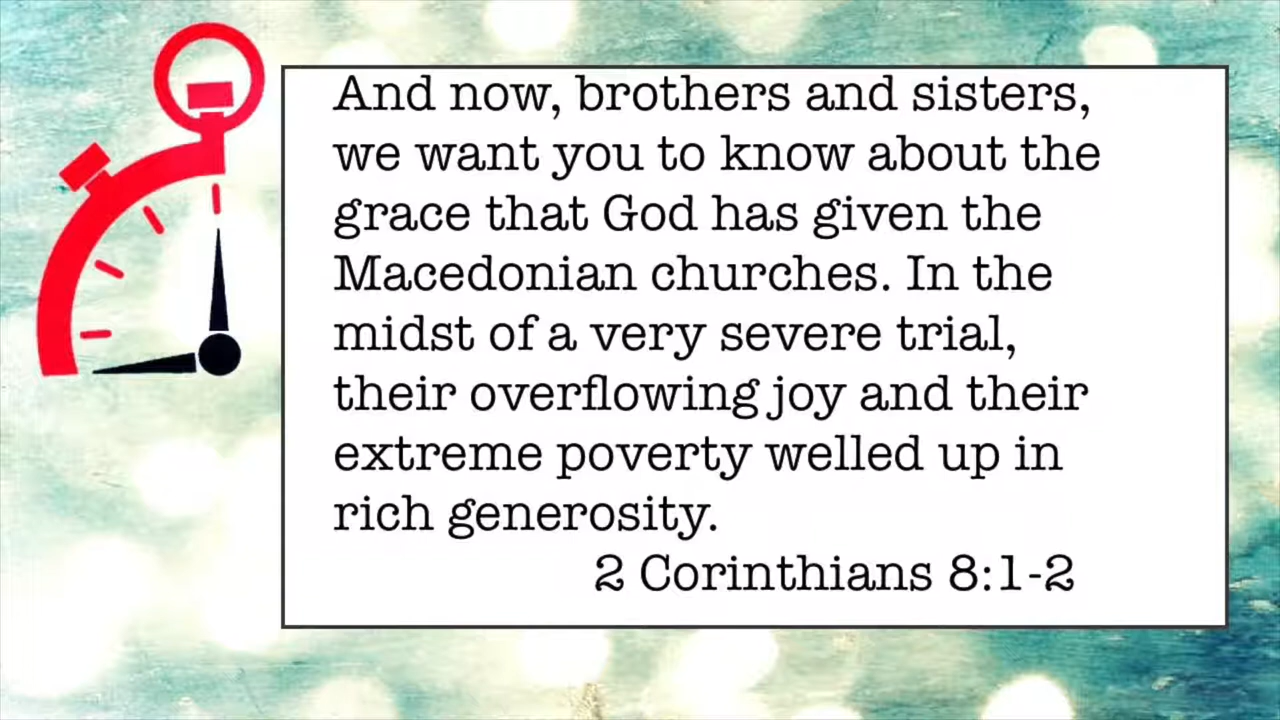 And now, brothers and sisters,
we want you to know about the
grace that God has given the
Macedonian churches. In the
midst of a very severe trial,
their overflowing joy and their
extreme poverty welled up in
rich generosity.
2 Corinthians 8:1-2